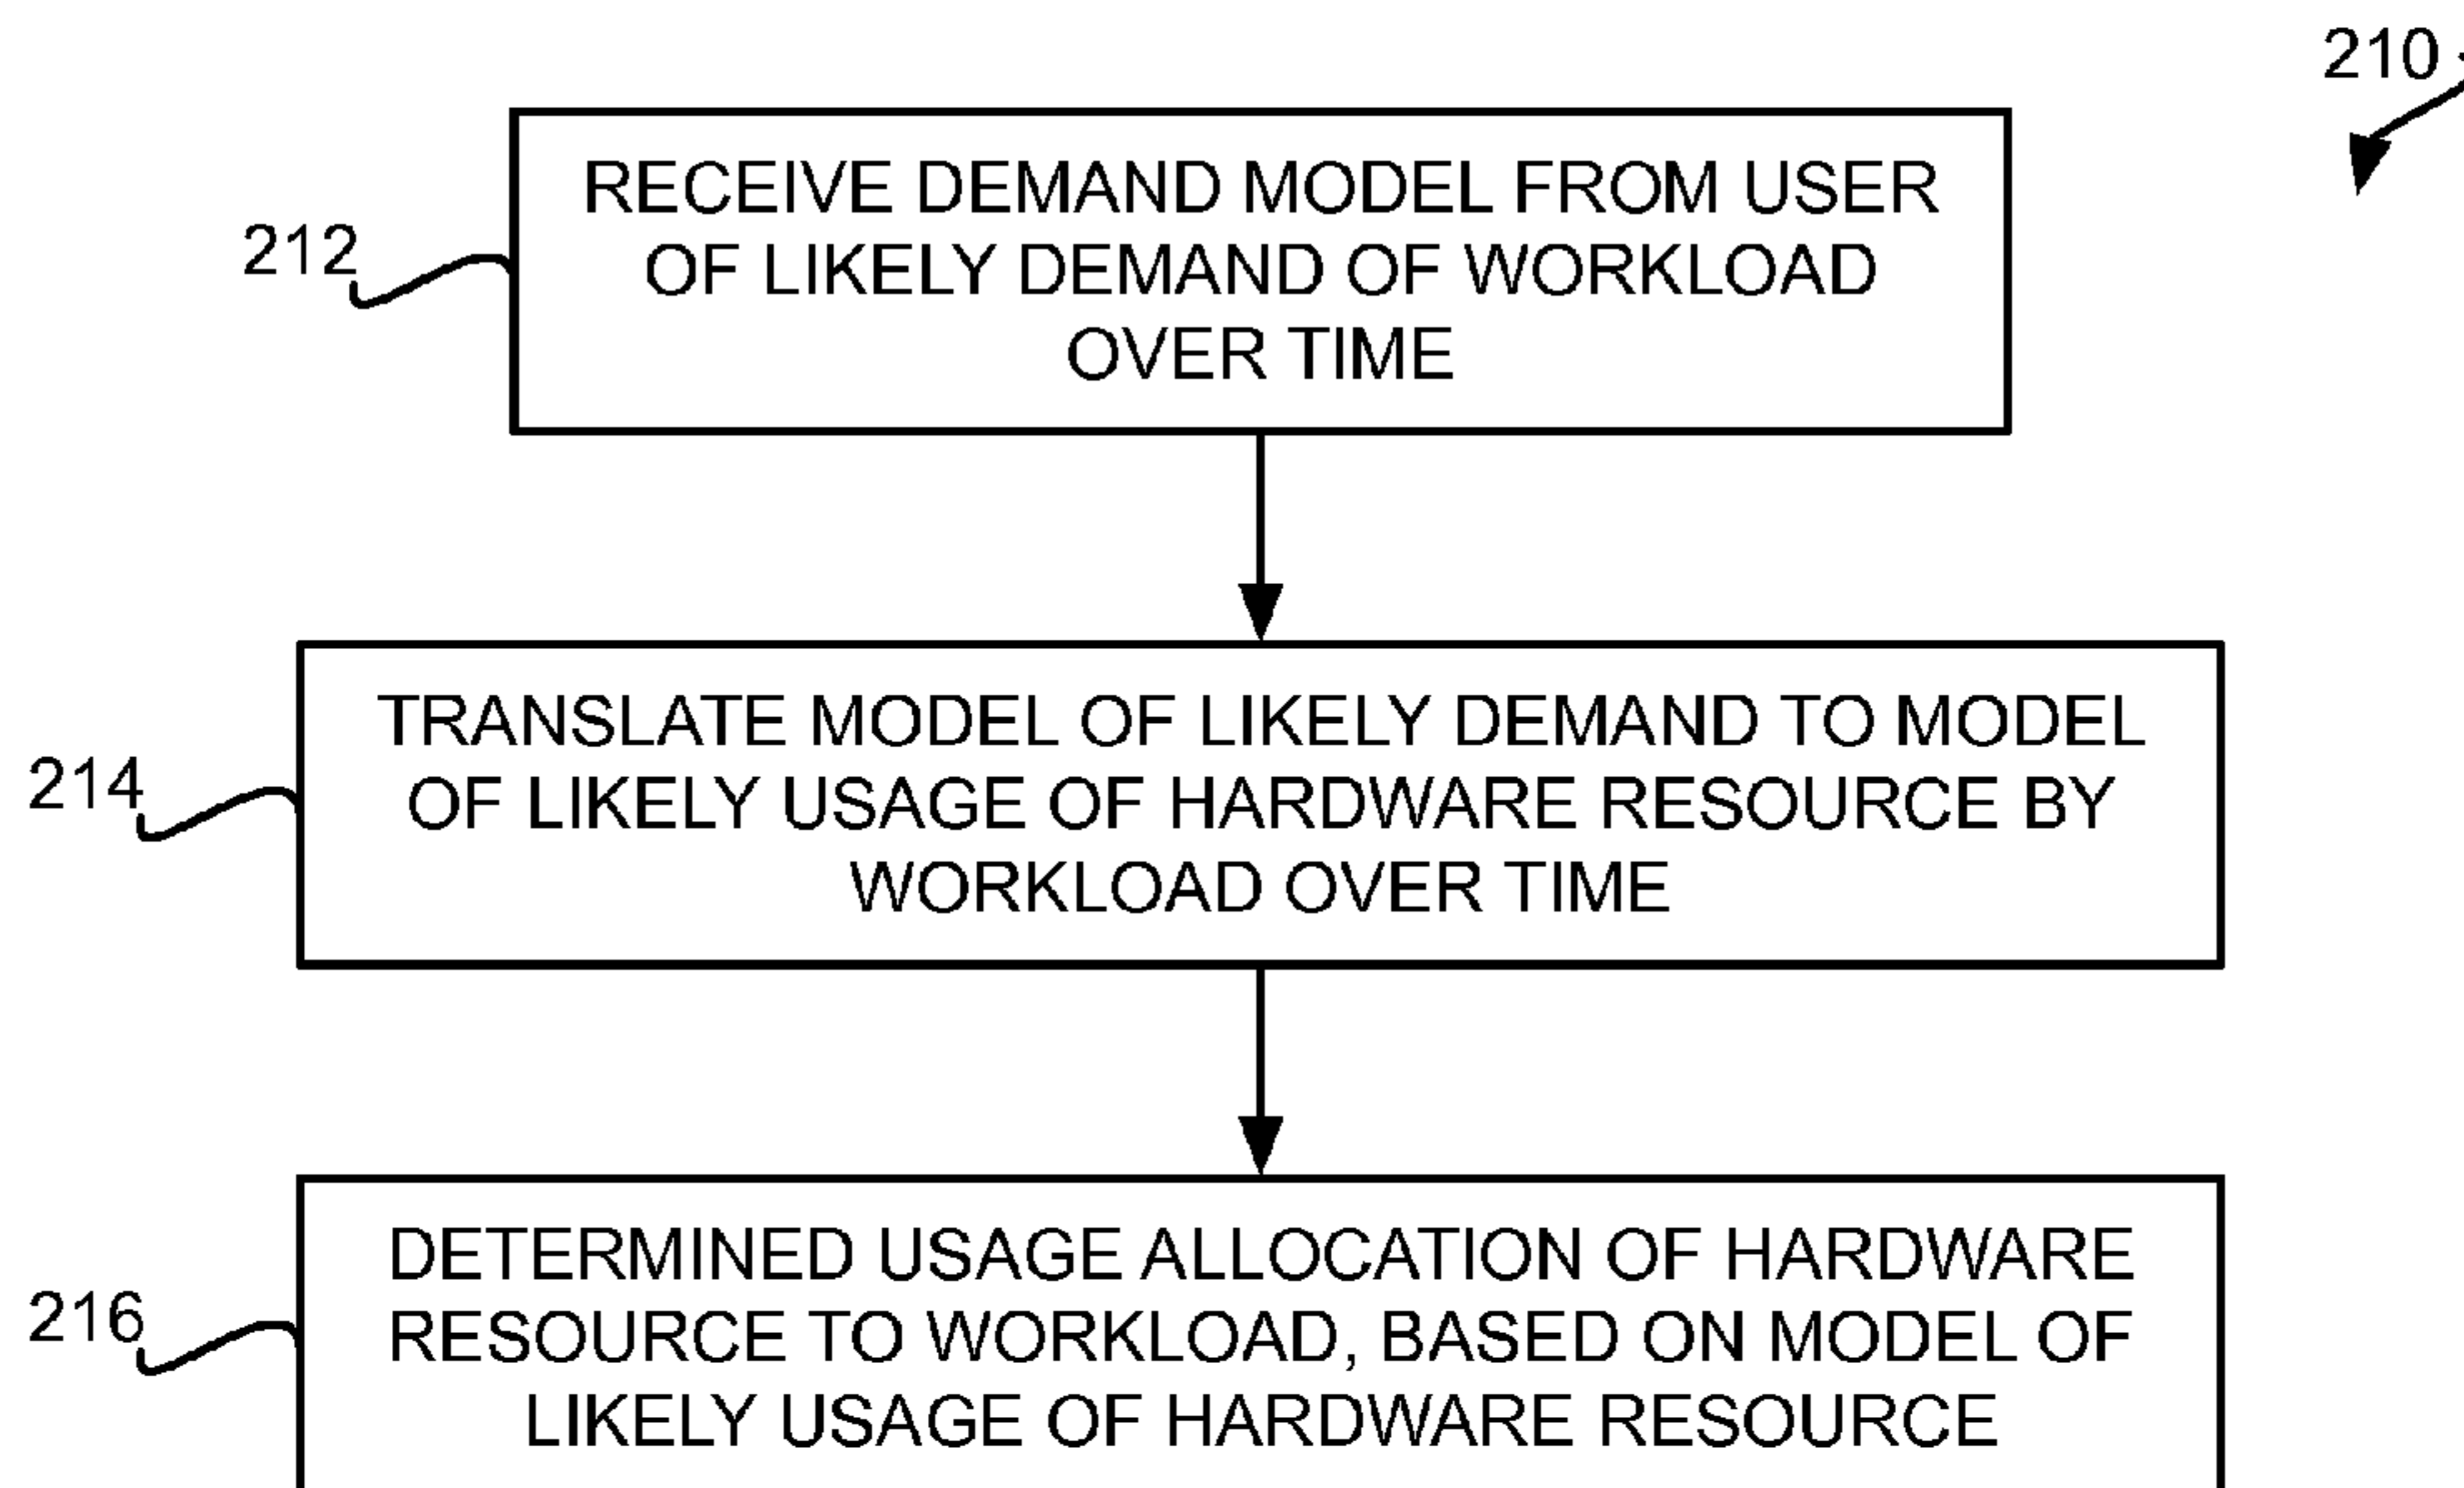 210
RECEIVE DEMAND MODEL FROM USER
OF LIKELY DEMAND OF WORKLOAD
OVER TIME
212
TRANSLATE MODEL OF LIKELY DEMAND TO MODEL
OF LIKELY USAGE OF HARDWARE RESOURCE BY
WORKLOAD OVER TIME
214
DETERMINED USAGE ALLOCATION OF HARDWARE
RESOURCE TO WORKLOAD, BASED ON MODEL OF
LIKELY USAGE OF HARDWARE RESOURCE
216